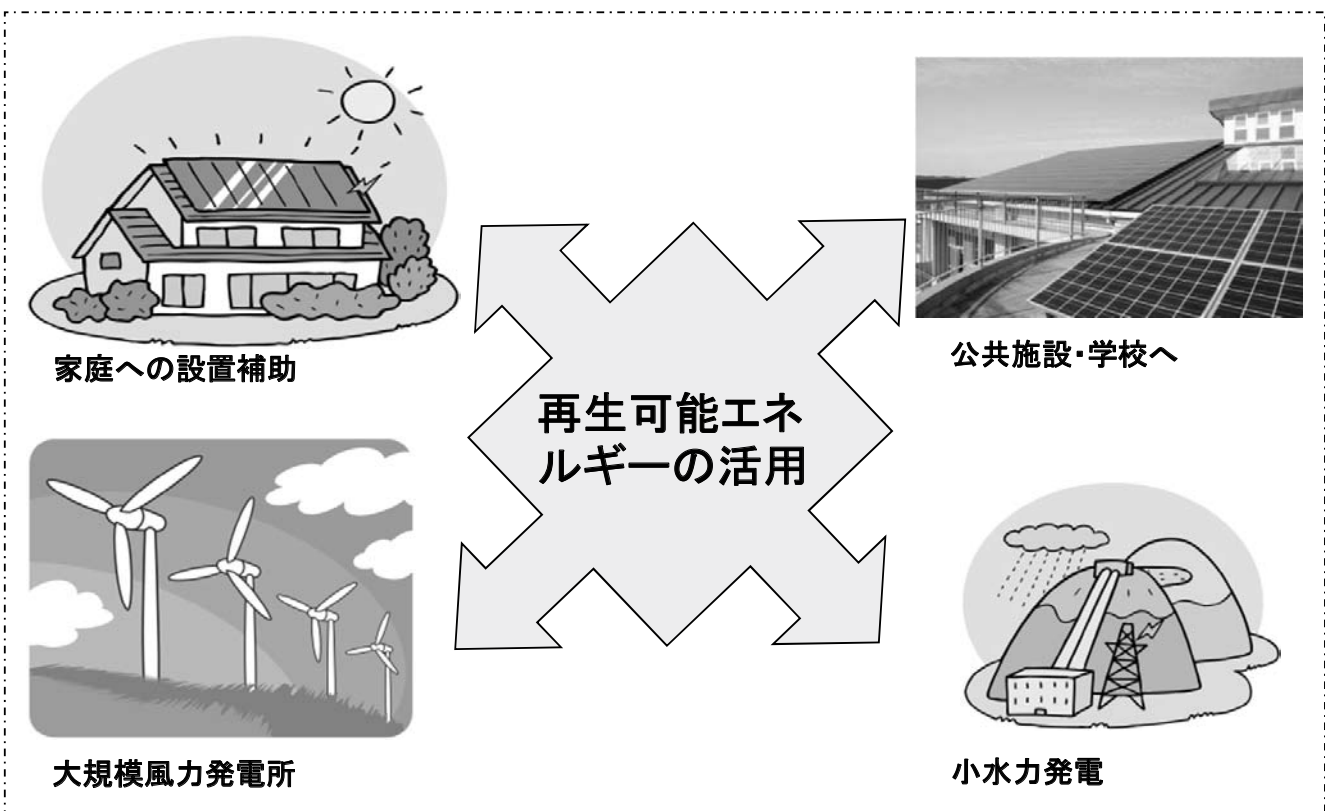 家庭への設置補助
公共施設・学校へ
再生可能エネ
ルギーの活用
大規模風力発電所
小水力発電